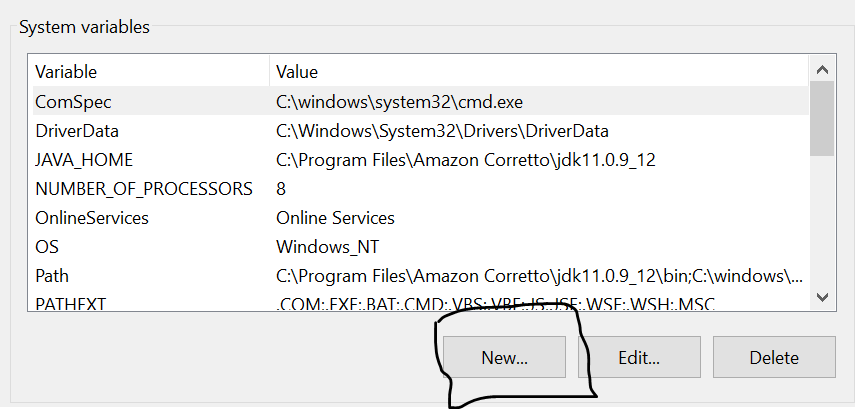 System variables
Variable Value
ComSpec C:\windows\system32\cmd.exe
DriverData C:\Windows\System32\Drivers\DriverData
JAVA_HOME C:\Program Files\Amazon Corretto\jdk11.0.9_12
NUMBER_OF_PROCESSORS 8
OnlineServices Online Services
OS Windows_NT
Path C:\Program Files\Amazon Corretto\jdk11.0.9_12\bin;C:\windows\...
PATHEXT .COM;.EXE;.BAT;.CMD;.VBS;.VBE;.JS;.JSE;.WSF;.WSH;.MSC
New... Edit... Delete